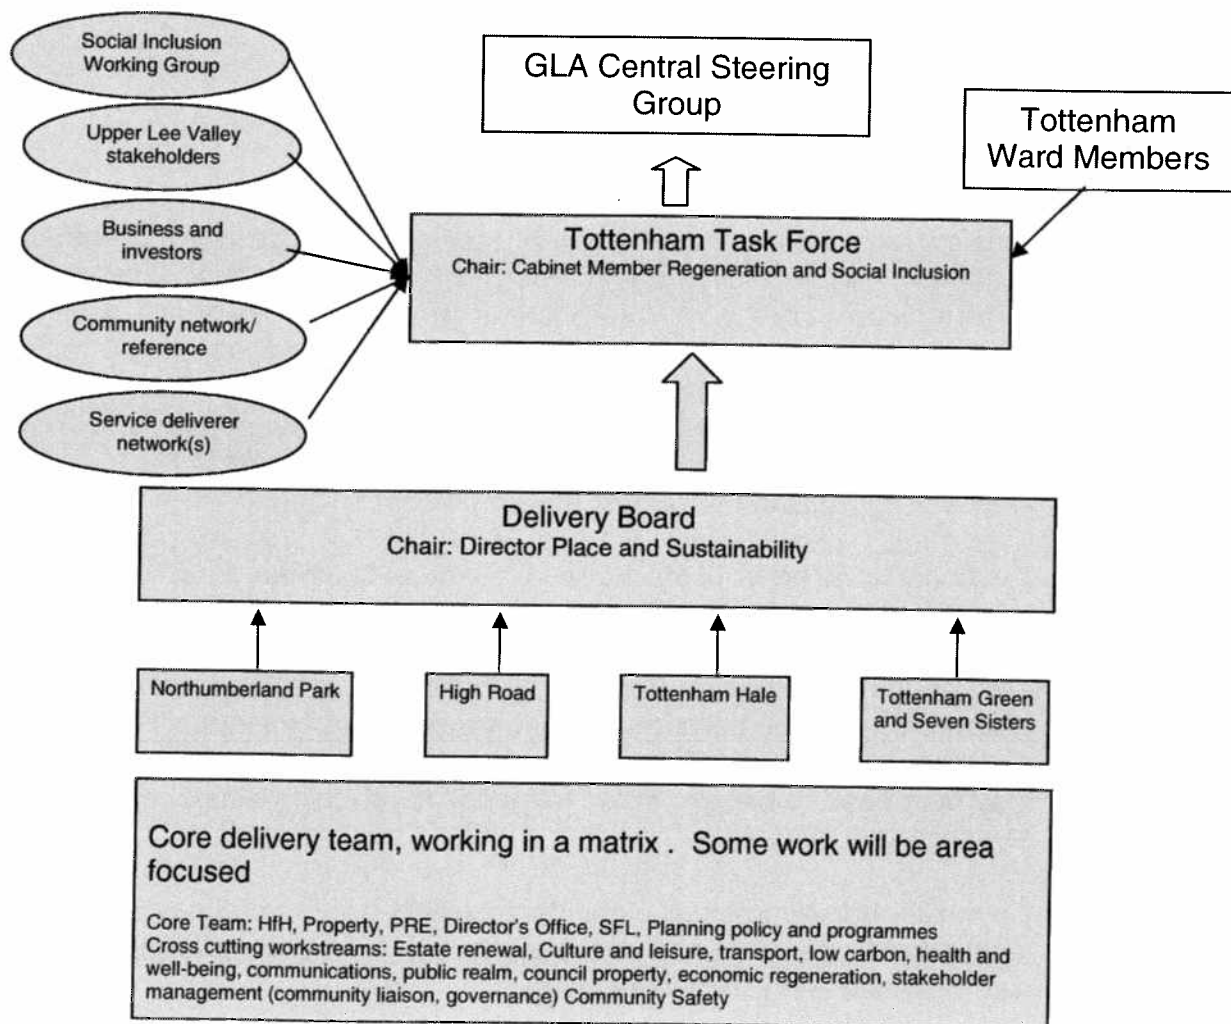 Social Inclusion
Working Group
Upper Lee Valley
stakeholders
Business and
investors
Community network/
reference
Service deliverer
network(s)
GLA Central Steering
Group
Tottenham
Ward Members
Tottenham Task Force
Chair: Cabinet Member Regeneration and Social Inclusion
Delivery Board
Chair: Director Place and Sustainability
Northumberland Park
High Road
Tottenham Hale
Tottenham Green
and Seven Sisters
Core delivery team, working in a matrix . Some work will be area
focused
Core Team: HfH, Property, PRE, Director's Office, SFL, Planning policy and programmes
Cross cutting workstreams: Estate renewal, Culture and leisure, transport, low carbon, health and
well-being, communications, public realm, council property, economic regeneration, stakeholder
management (community liaison, governance) Community Safety